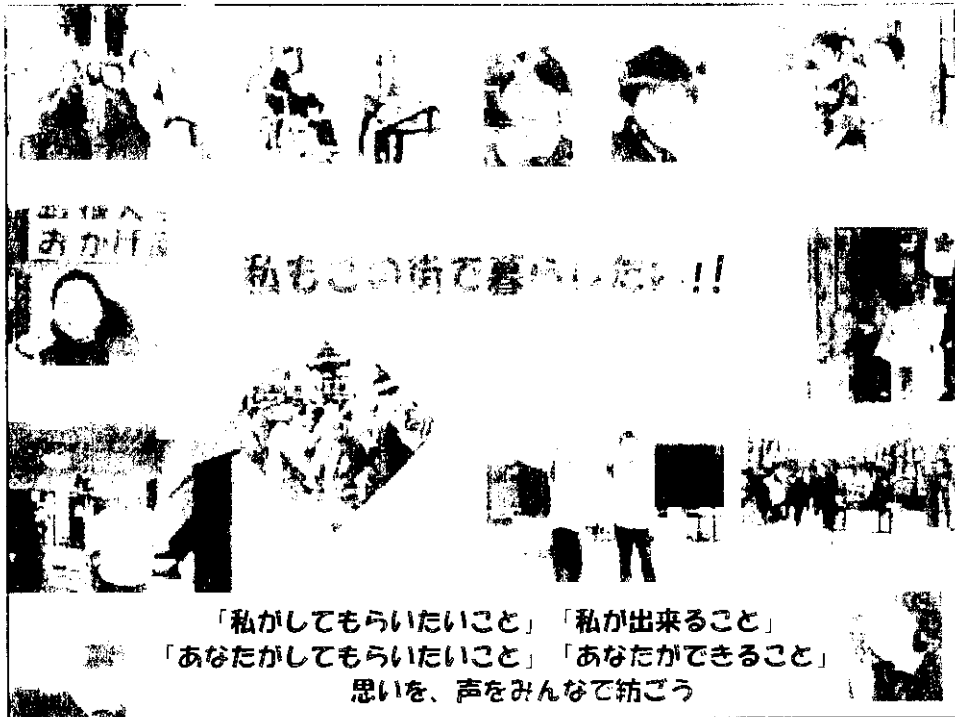 おかげ
私もこの街で暮らしたい!!
「私がしてもらいたいこと」「私が出来ること」
「あなたがしてもらいたいこと」「あなたができること」
思いを、声をみんなで紡ごう